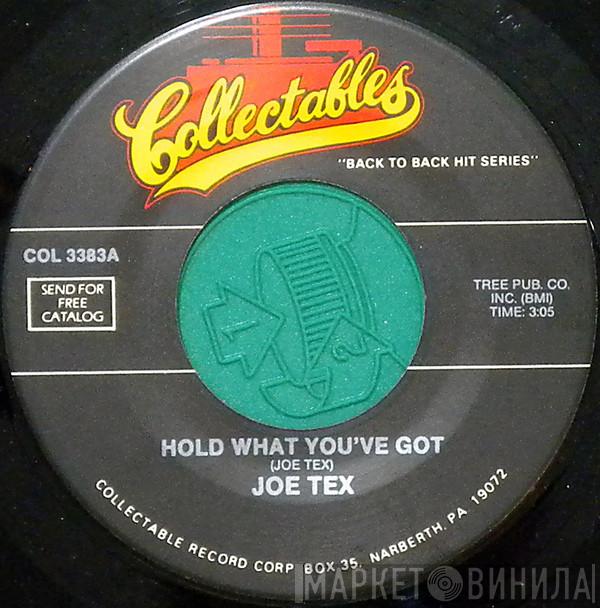 Collectables
"BACK TO BACK HIT SERIES"
COL 3383A
SEND FOR
FREE
CATALOG
TREE PUB. CO.
INC. (BMI)
TIME: 3:05
1
2
HOLD WHAT YOU'VE GOT
(JOE TEX)
JOE TEX
COLLECTABLE RECORD CORP. BOX 35, NARBERTH, PA 19072
МАРКЕТ ВИНИЛА